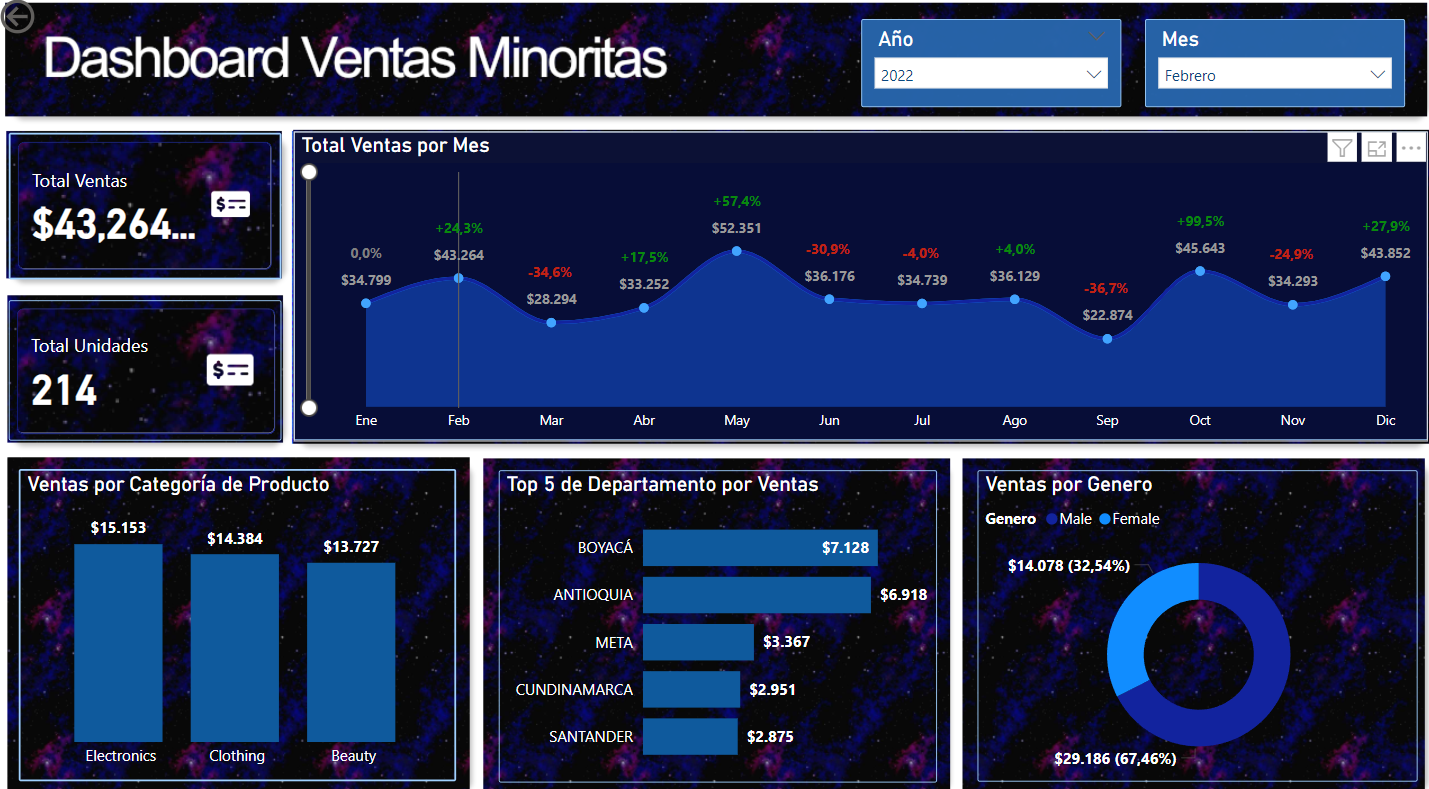 Dashboard Ventas Minoritas
Año
2022
Mes
Febrero
Total Ventas
$43,264...
Total Unidades
214
Total Ventas por Mes
0,0%
$34.799
+24,3%
$43.264
-34,6%
$28.294
+17,5%
$33.252
+57,4%
$52.351
-30,9%
$36.176
-4,0%
$34.739
+4,0%
$36.129
-36,7%
$22.874
+99,5%
$45.643
-24,9%
$34.293
+27,9%
$43.852
Ene Feb Mar Abr May Jun Jul Ago Sep Oct Nov Dic
Ventas por Categoría de Producto
$15.153
$14.384
$13.727
Electronics Clothing Beauty
Top 5 de Departamento por Ventas
BOYACÁ $7.128
ANTIOQUIA $6.918
META $3.367
CUNDINAMARCA $2.951
SANTANDER $2.875
Ventas por Genero
Genero Male Female
$14.078 (32,54%)
$29.186 (67,46%)